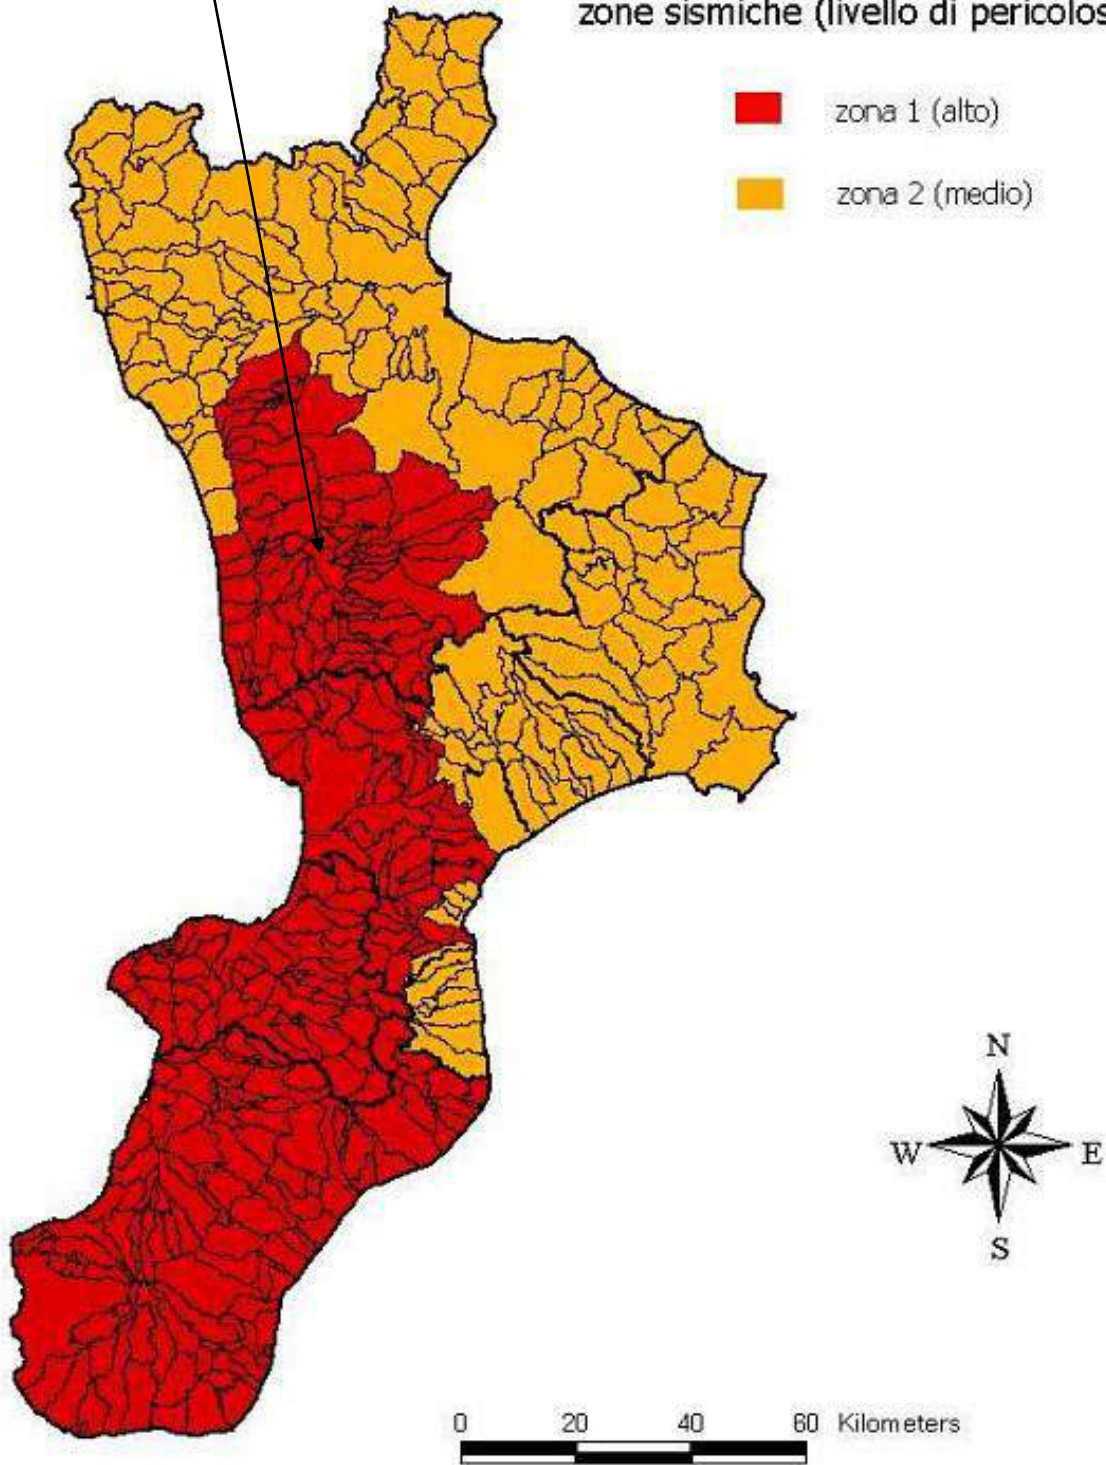 zone sismiche (livello di pericolos
zona 1 (alto)
zona 2 (medio)
N
W E
S
0 20 40 60 Kilometers